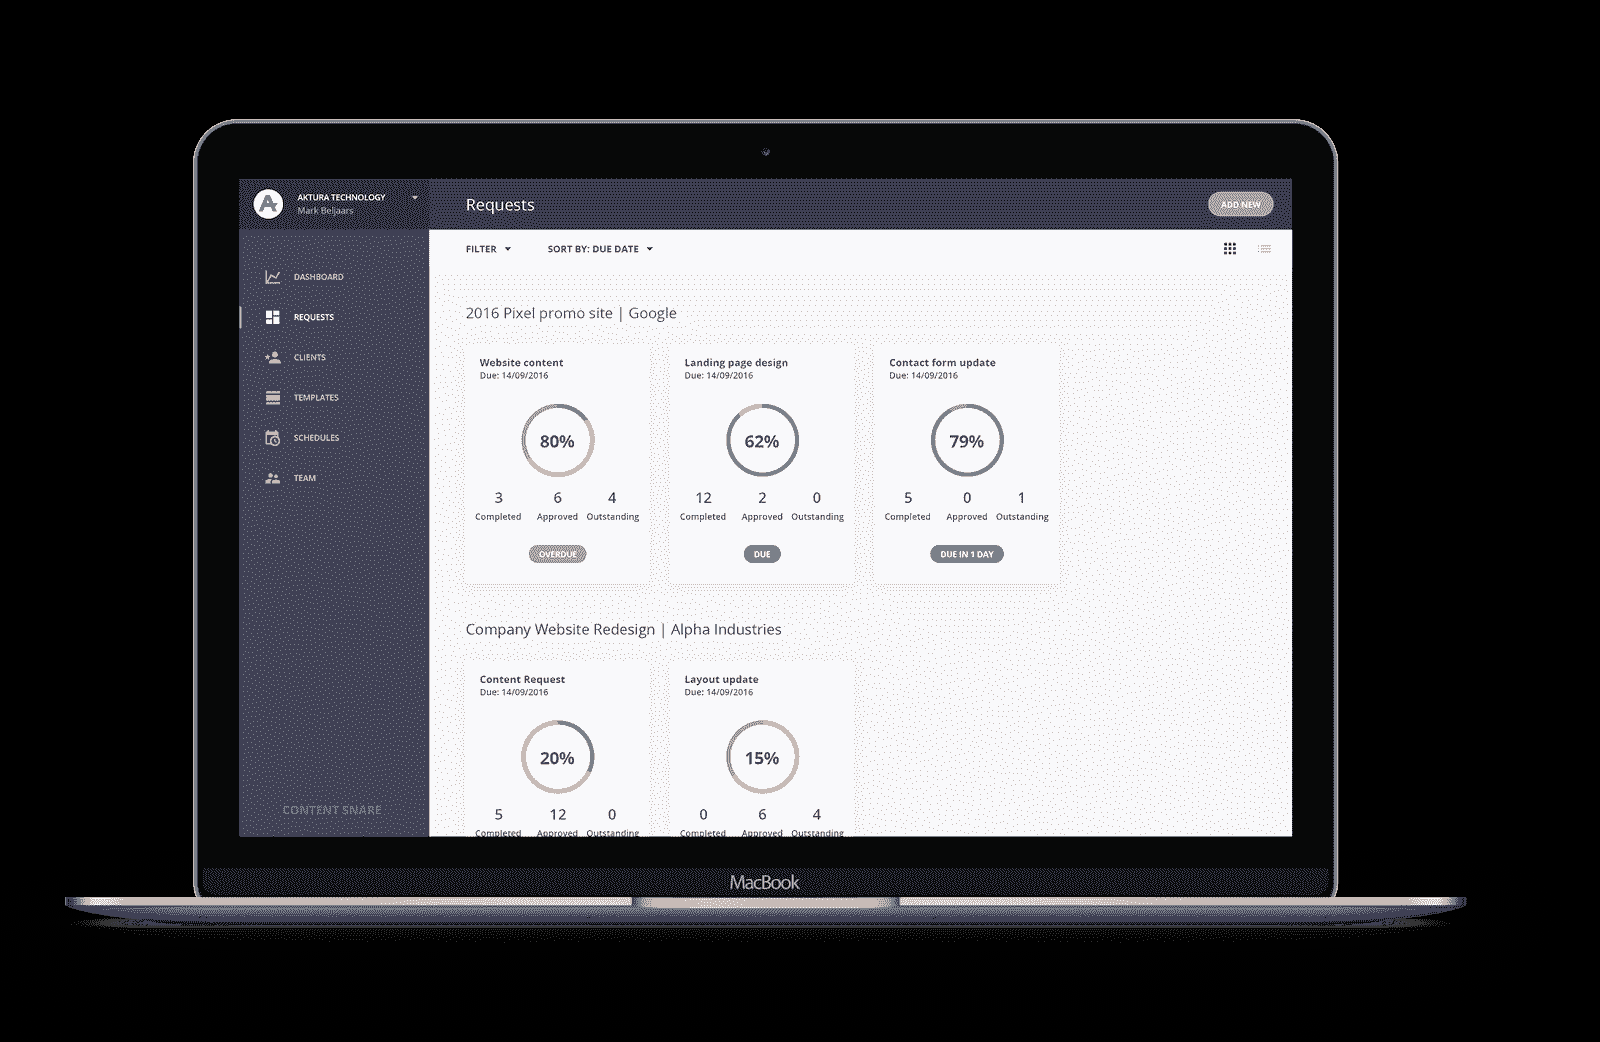 AKTURA TECHNOLOGY
Mark Beljaars
Requests
ADD NEW
FILTER
SORT BY: DUE DATE
DASHBOARD
REQUESTS
CLIENTS
TEMPLATES
SCHEDULES
TEAM
CONTENT SNARE
2016 Pixel promo site | Google
Website content
Due: 14/09/2016
80%
3 6 4
Completed Approved Outstanding
OVERDUE
Landing page design
Due: 14/09/2016
62%
12 2 0
Completed Approved Outstanding
DUE
Contact form update
Due: 14/09/2016
79%
5 0 1
Completed Approved Outstanding
DUE IN 1 DAY
Company Website Redesign | Alpha Industries
Content Request
Due: 14/09/2016
20%
5 12 0
Completed Approved Outstanding
Layout update
Due: 14/09/2016
15%
0 6 4
Completed Approved Outstanding
MacBook